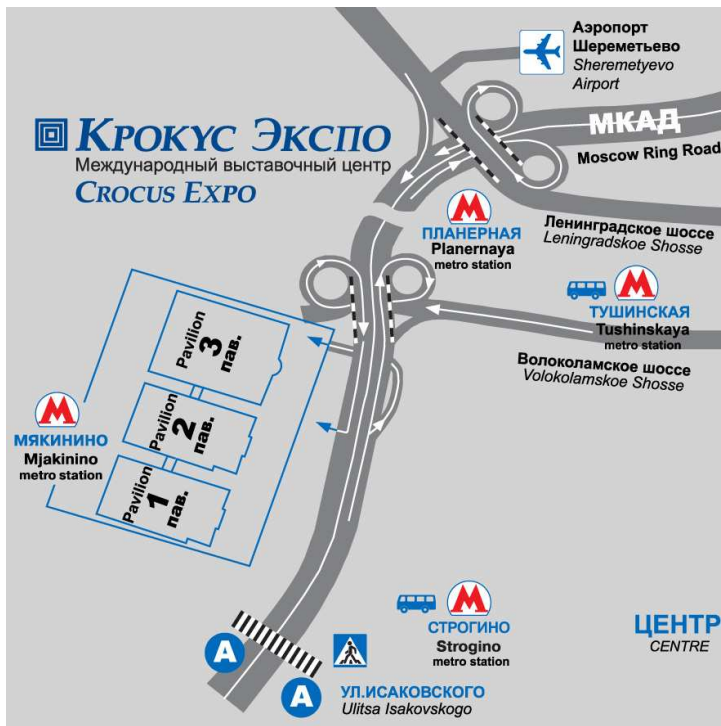 Аэропорт
Шереметьево
Sheremetyevo
Airport
КРОКУС ЭКСПО
Международный выставочный центр
CROCUS EXPO
МКАД
Moscow Ring Road
М
ПЛАНЕРНАЯ
Planernaya
metro station
Ленинградское шоссе
Leningradskoe Shosse
М
ТУШИНСКАЯ
Tushinskaya
metro station
Волоколамское шоссе
Volokolamskoe Shosse
Pavilion
3
пав.
Pavilion
2
пав.
Pavilion
1
пав.
М
МЯКИНИНО
Mjakinino
metro station
М
СТРОГИНО
Strogino
metro station
ЦЕНТР
CENTRE
А
А
УЛ.ИСАКОВСКОГО
Ulitsa Isakovskogo